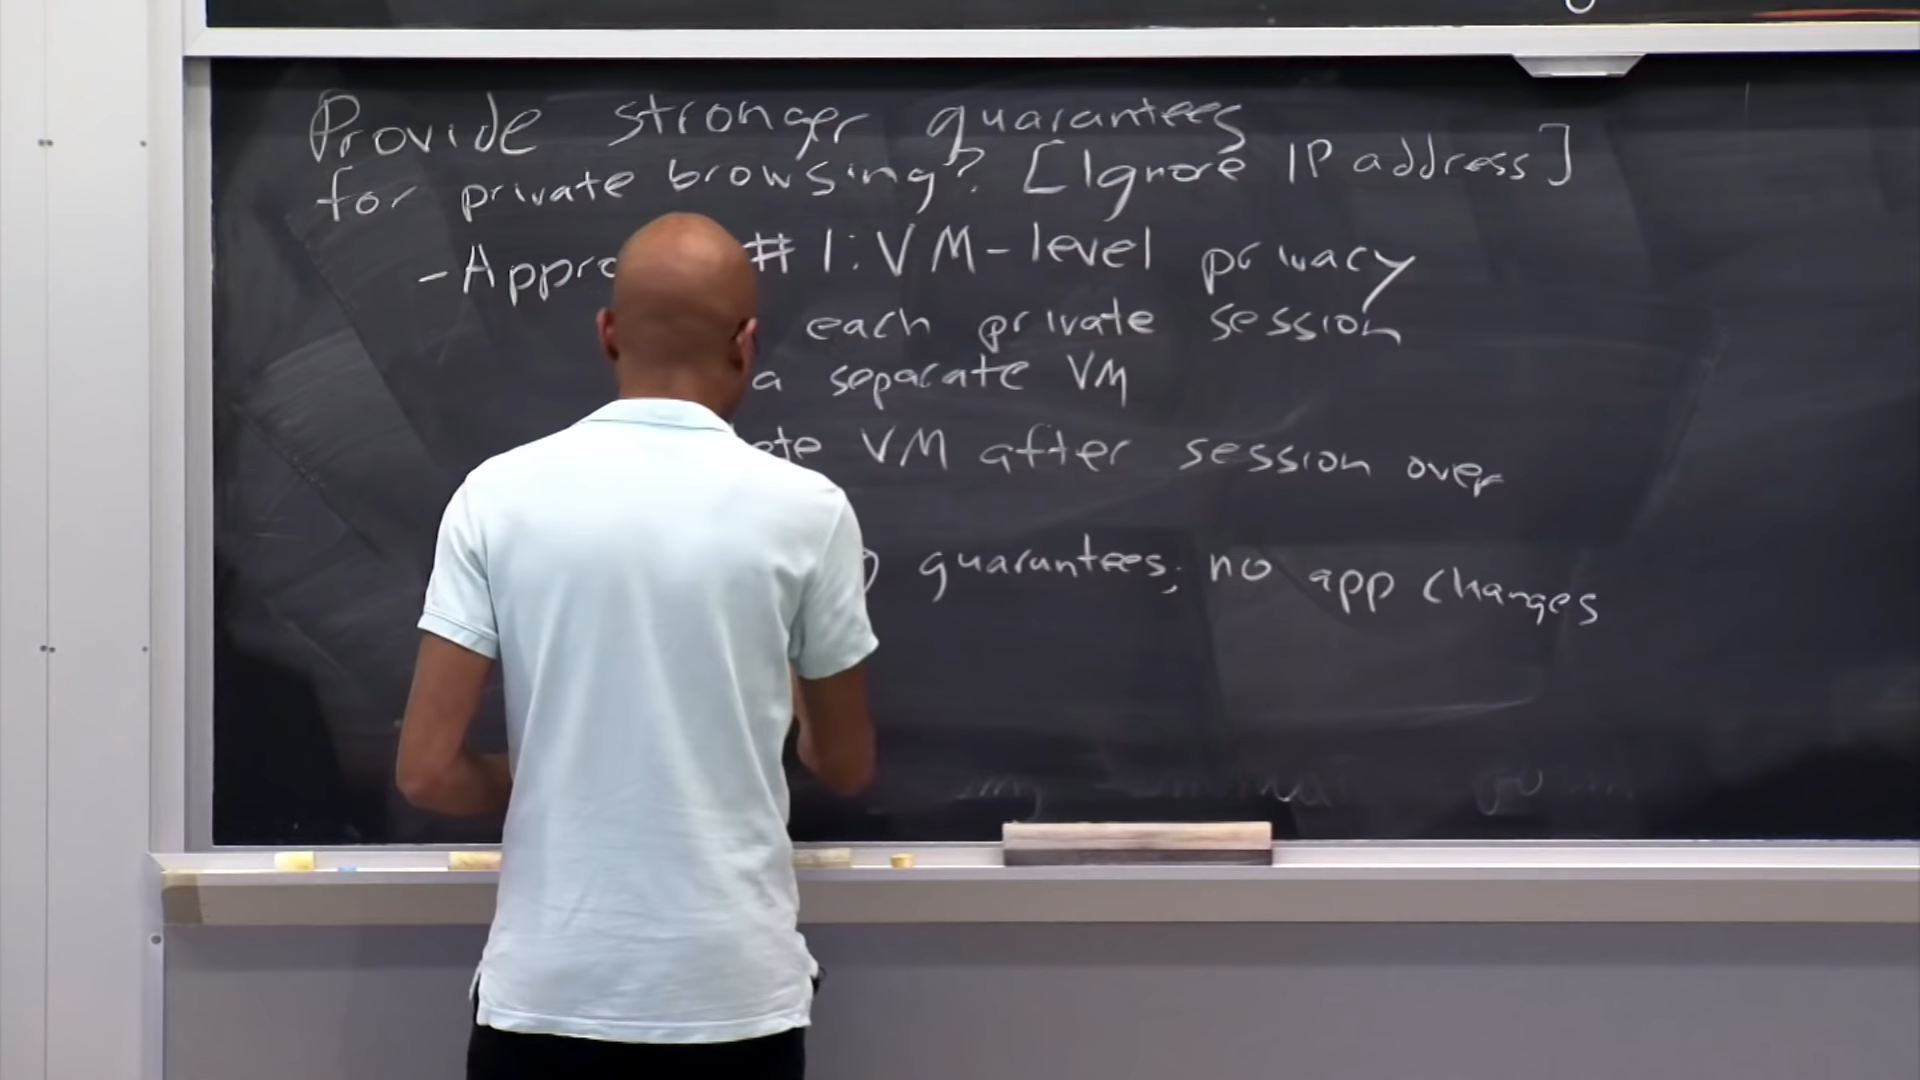 Provide stronger guarantees
for private browsing? [Ignore IP address]
-Appro # 1: VM-level privacy
each private session
a separate VM
ete VM after session over
guarantees; no app changes